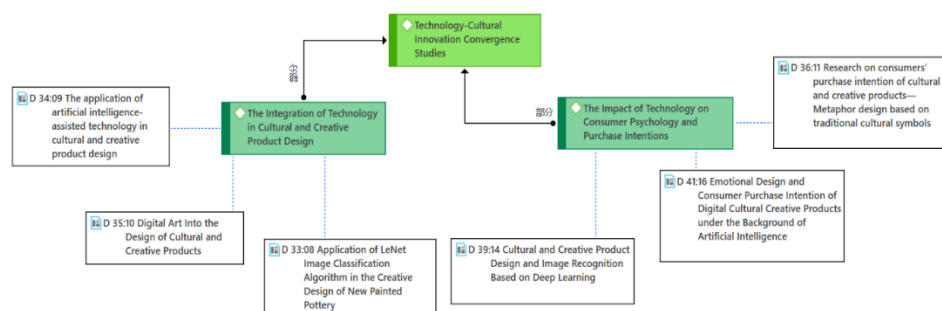 Technology-Cultural
Innovation Convergence
Studies
部分
部分
D 36:11 Research on consumers'
purchase intention of cultural
and creative products—
Metaphor design based on
traditional cultural symbols
D 34:09 The application of
artificial intelligence-
assisted technology in
cultural and creative
product design
The Integration of Technology
in Cultural and Creative
Product Design
The Impact of Technology on
Consumer Psychology and
Purchase Intentions
D 41:16 Emotional Design and
Consumer Purchase Intention of
Digital Cultural Creative Products
under the Background of
Artificial Intelligence
D 35:10 Digital Art Into the
Design of Cultural and
Creative Products
D 33:08 Application of LeNet
Image Classification
Algorithm in the Creative
Design of New Painted
Pottery
D 39:14 Cultural and Creative Product
Design and Image Recognition
Based on Deep Learning